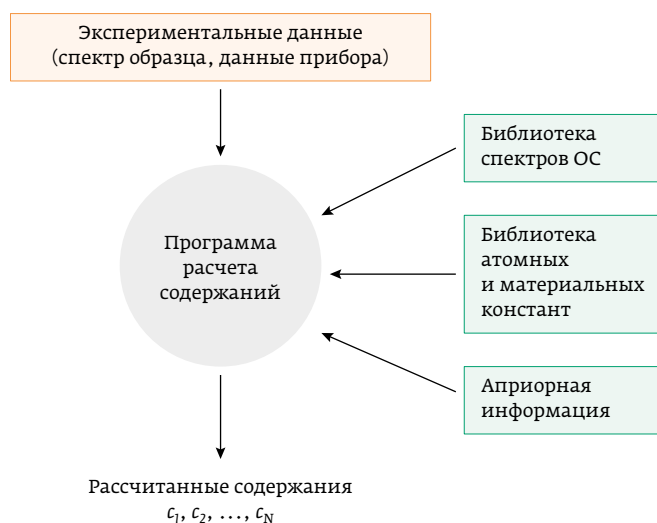 Экспериментальные данные
(спектр образца, данные прибора)
Библиотека
спектров ОС
Программа
расчета
содержаний
Библиотека
атомных
и материальных
констант
Априорная
информация
Рассчитанные содержания
c₁, c₂, ..., c_N